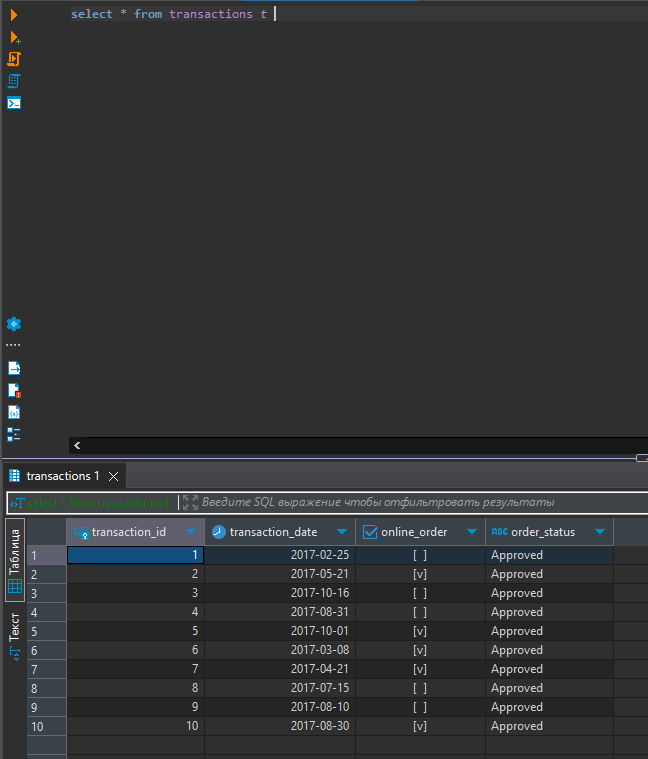 select * from transactions t
transactions 1
select * from transactions t Введите SQL выражение чтобы отфильтровать результаты
Таблица
Текст
transaction_id transaction_date online_order ABC order_status
1 1 2017-02-25 [ ] Approved
2 2 2017-05-21 [v] Approved
3 3 2017-10-16 [ ] Approved
4 4 2017-08-31 [ ] Approved
5 5 2017-10-01 [v] Approved
6 6 2017-03-08 [v] Approved
7 7 2017-04-21 [v] Approved
8 8 2017-07-15 [ ] Approved
9 9 2017-08-10 [ ] Approved
10 10 2017-08-30 [v] Approved